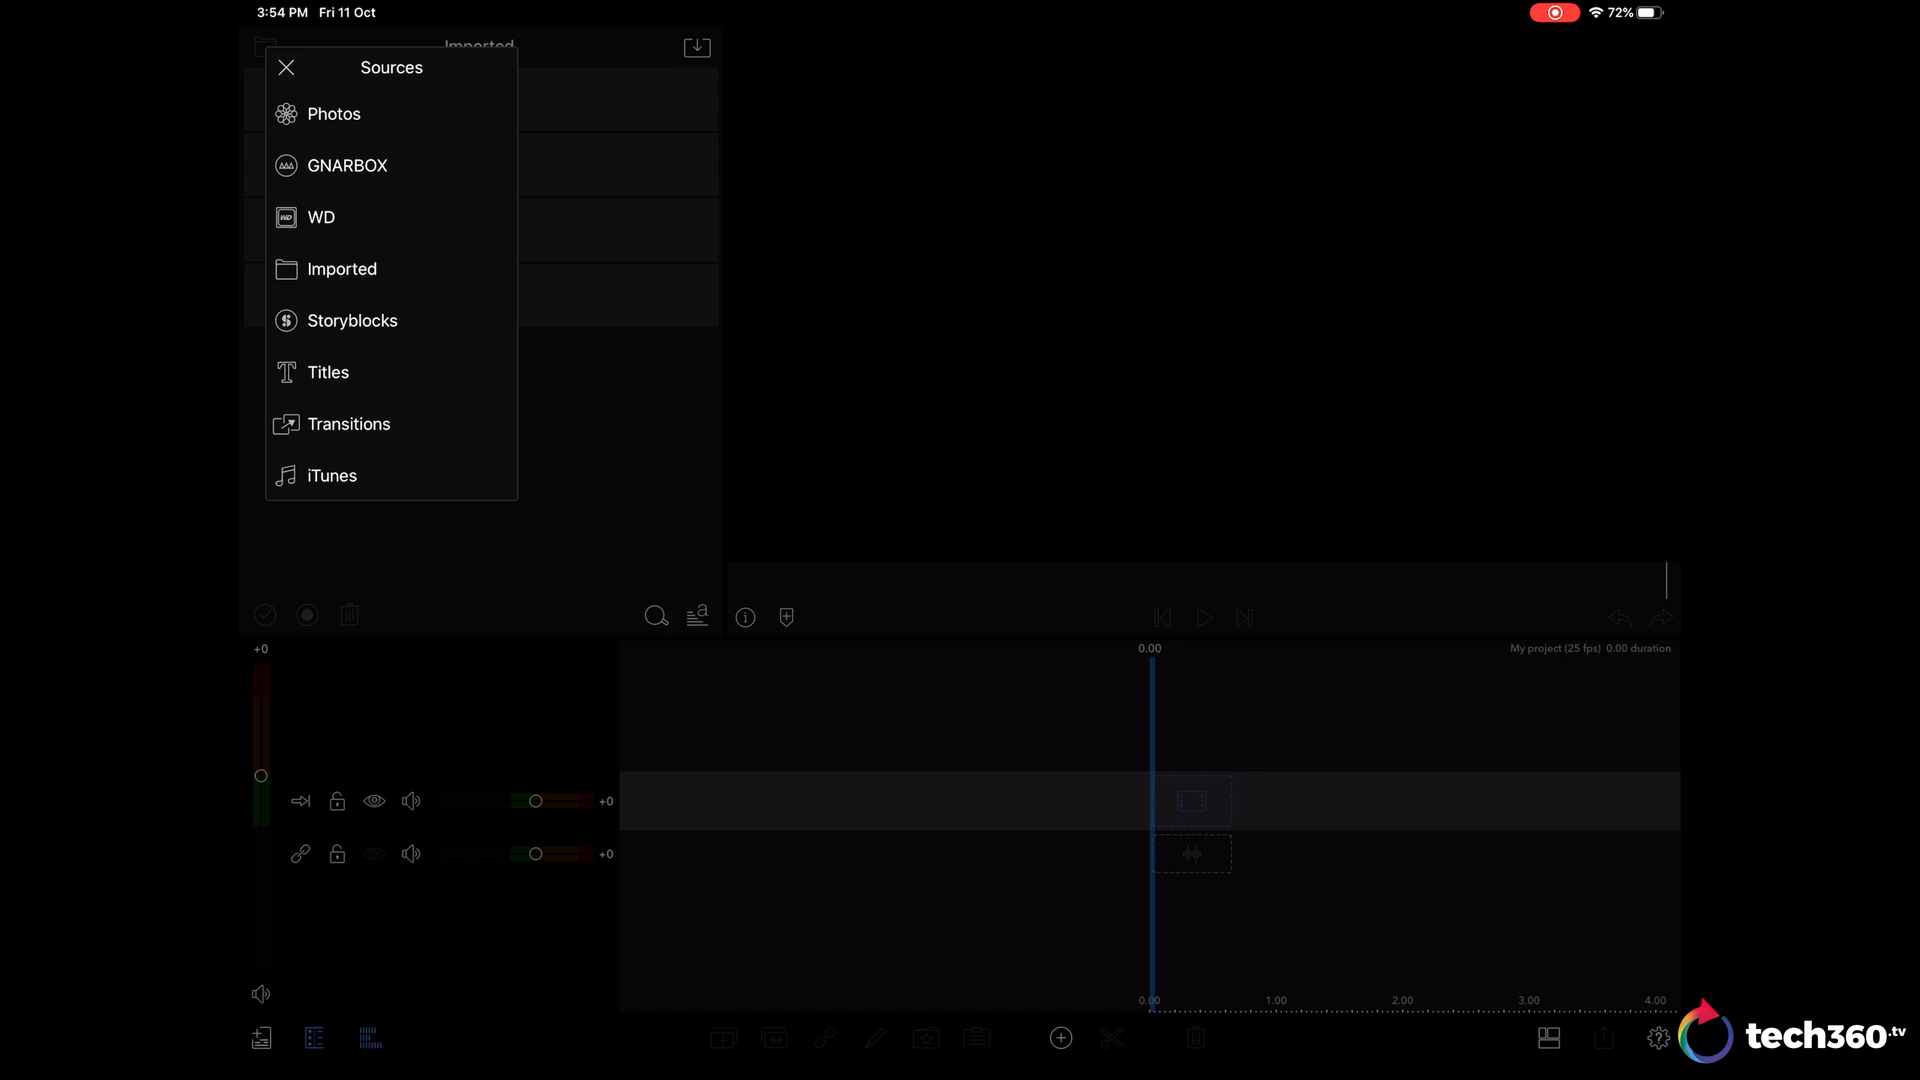 3:54 PM Fri 11 Oct
72%
Imported
Sources
Photos
GNARBOX
WD
WD
Imported
Storyblocks
Titles
Transitions
iTunes
+0
0.00
My project (25 fps) 0.00 duration
+0
+0
0.00 1.00 2.00 3.00 4.00
tech360.tv